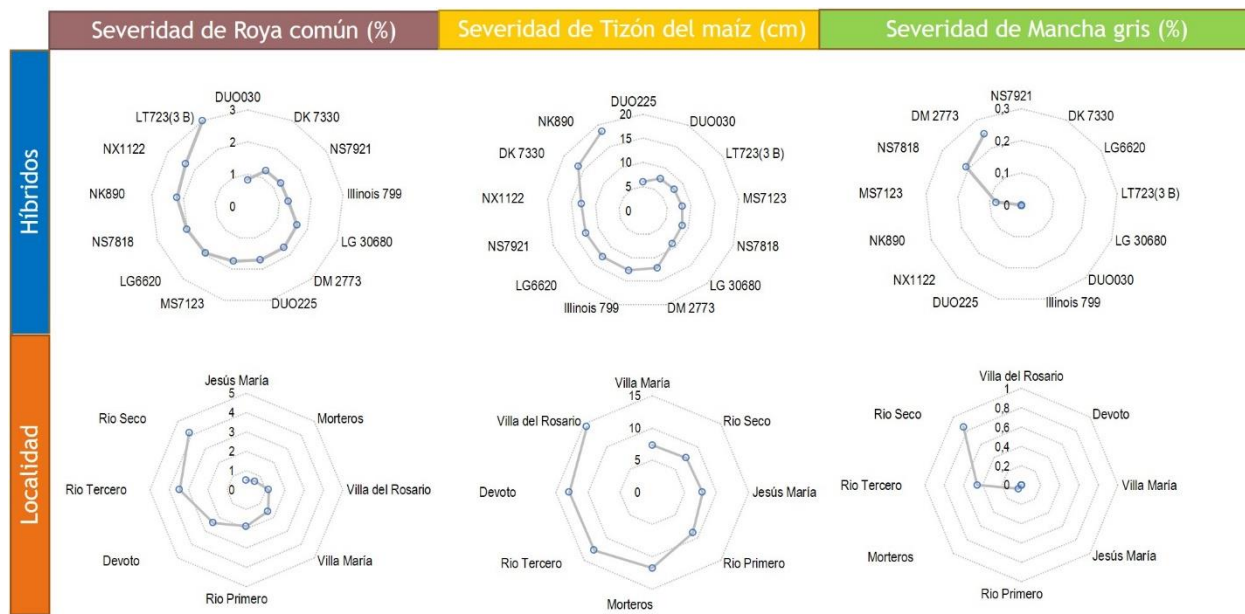 Severidad de Roya común (%)
Severidad de Tizón del maíz (cm)
Severidad de Mancha gris (%)
Híbridos
DUO030
DK 7330
NS7921
Illinois 799
LG 30680
DM 2773
DUO225
MS7123
LG6620
NS7818
NK890
NX1122
LT723(3 B)
3
2
1
0
DUO225
DUO030
LT723(3 B)
MS7123
NS7818
LG 30680
DM 2773
Illinois 799
LG6620
NS7921
NX1122
DK 7330
NK890
20
15
10
5
0
NS7921
DK 7330
LG6620
LT723(3 B)
LG 30680
DUO030
Illinois 799
DUO225
NX1122
NK890
MS7123
NS7818
DM 2773
0,3
0,2
0,1
0
Localidad
Jesús María
Morteros
Villa del Rosario
Villa María
Rio Primero
Devoto
Rio Tercero
Rio Seco
5
4
3
2
1
0
Villa María
Rio Seco
Jesús María
Rio Primero
Morteros
Rio Tercero
Devoto
Villa del Rosario
15
10
5
0
Villa del Rosario
Devoto
Villa María
Jesús María
Rio Primero
Morteros
Rio Tercero
Rio Seco
1
0,8
0,6
0,4
0,2
0